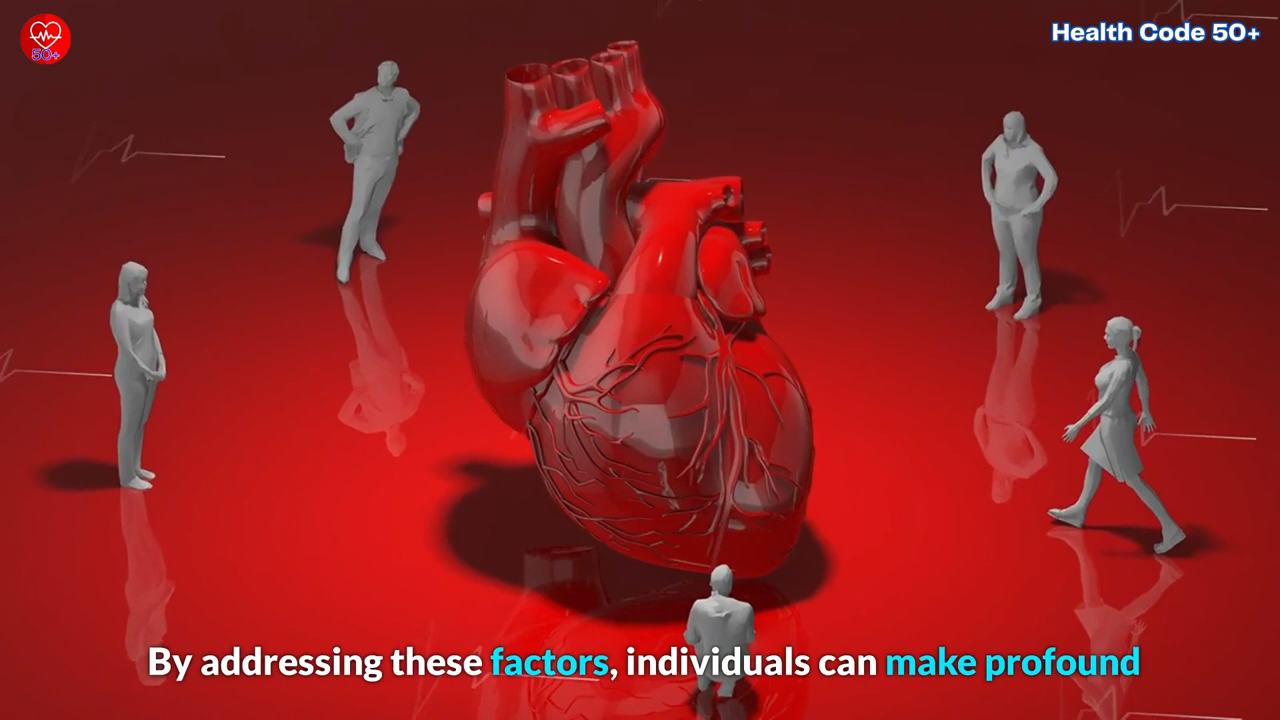 50+
Health Code 50+
By addressing these factors, individuals can make profound